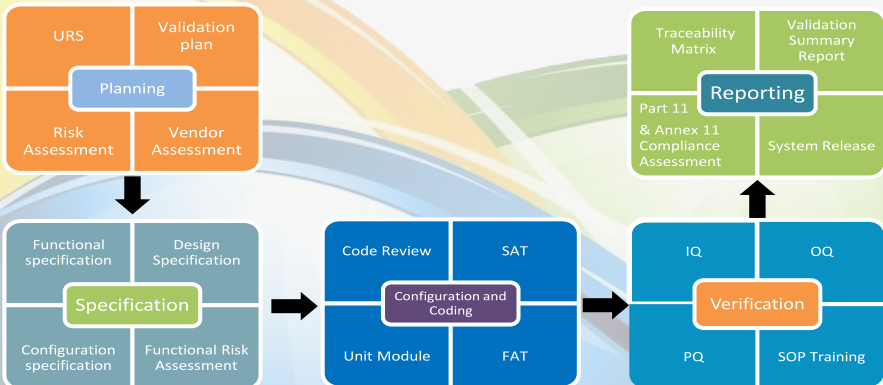 URS
Validation
plan
Planning
Risk
Assessment
Vendor
Assessment
Functional
specification
Design
Specification
Specification
Configuration
specification
Functional Risk
Assessment
Code Review
SAT
Configuration and
Coding
Unit Module
FAT
IQ
OQ
Verification
PQ
SOP Training
Traceability
Matrix
Validation
Summary
Report
Reporting
Part 11
& Annex 11
Compliance
Assessment
System Release